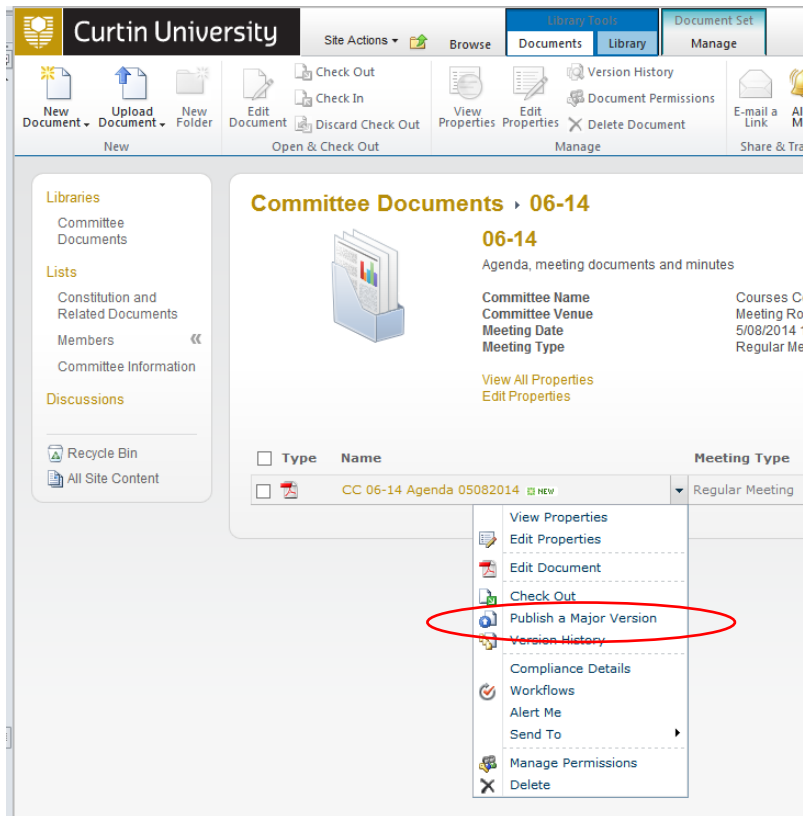 Curtin University
Site Actions
Browse
Library Tools
Documents
Library
Document Set
Manage
New Document
Upload Document
New Folder
New
Edit Document
Check Out
Check In
Discard Check Out
Open & Check Out
View Properties
Edit Properties
Version History
Document Permissions
Delete Document
Manage
E-mail a Link
Al
M
Share & Tra
Libraries
Committee
Documents
Lists
Constitution and
Related Documents
Members
Committee Information
Discussions
Recycle Bin
All Site Content
Committee Documents 06-14
06-14
Agenda, meeting documents and minutes
Committee Name Courses C
Committee Venue Meeting Ro
Meeting Date 5/08/2014 1
Meeting Type Regular Me
View All Properties
Edit Properties
Type Name Meeting Type
CC 06-14 Agenda 05082014 NEW Regular Meeting
View Properties
Edit Properties
Edit Document
Check Out
Publish a Major Version
Version History
Compliance Details
Workflows
Alert Me
Send To
Manage Permissions
Delete